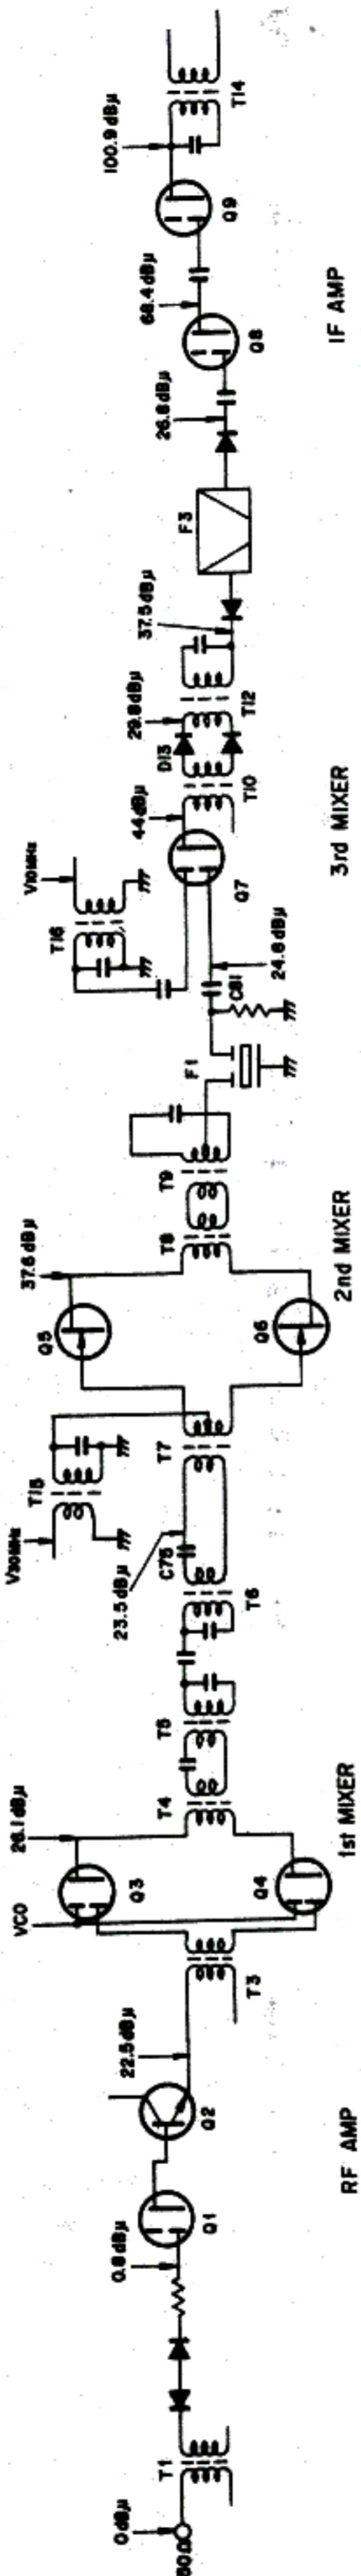 50Ω
0dBμ
T1
0.8dBμ
Q1
Q2
RF AMP
22.5dBμ
T3
VCO
Q3
Q4
26.1dBμ
1st MIXER
T4
T5
T6
23.5dBμ
C75
V30MHz
T15
T7
Q5
Q6
37.6dBμ
2nd MIXER
T8
T9
F1
C81
24.8dBμ
V10MHz
T16
Q7
44dBμ
3rd MIXER
T10
D13
29.8dBμ
T12
37.5dBμ
F3
26.8dBμ
Q8
68.4dBμ
IF AMP
Q9
100.9dBμ
T14